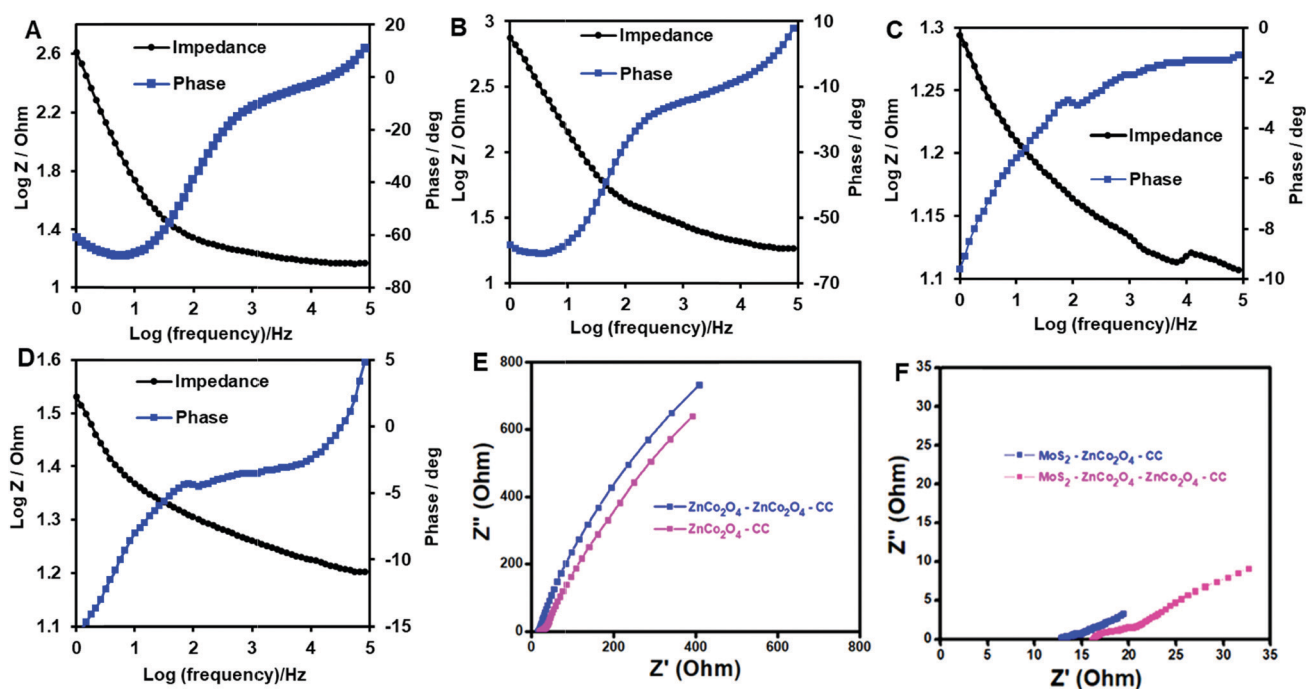 A
Impedance
Phase
2.6
2.2
1.8
1.4
1
20
0
-20
-40
-60
-80
0 1 2 3 4 5
Log Z / Ohm
Phase / deg
Log (frequency)/Hz
B
Impedance
Phase
3
2.5
2
1.5
1
10
-10
-30
-50
-70
0 1 2 3 4 5
Log Z / Ohm
Phase / deg
Log (frequency)/Hz
C
Impedance
Phase
1.3
1.25
1.2
1.15
1.1
0
-2
-4
-6
-8
-10
0 1 2 3 4 5
Log Z / Ohm
Phase / deg
Log (frequency)/Hz
D
Impedance
Phase
1.6
1.5
1.4
1.3
1.2
1.1
5
0
-5
-10
-15
0 1 2 3 4 5
Log Z / Ohm
Phase / deg
Log (frequency)/Hz
E
800
600
400
200
0
0 200 400 600 800
Z'' (Ohm)
Z' (Ohm)
ZnCo₂O₄ - ZnCo₂O₄ - CC
ZnCo₂O₄ - CC
F
35
30
25
20
15
10
5
0
0 5 10 15 20 25 30 35
Z'' (Ohm)
Z' (Ohm)
MoS₂ - ZnCo₂O₄ - CC
MoS₂ - ZnCo₂O₄ - ZnCo₂O₄ - CC